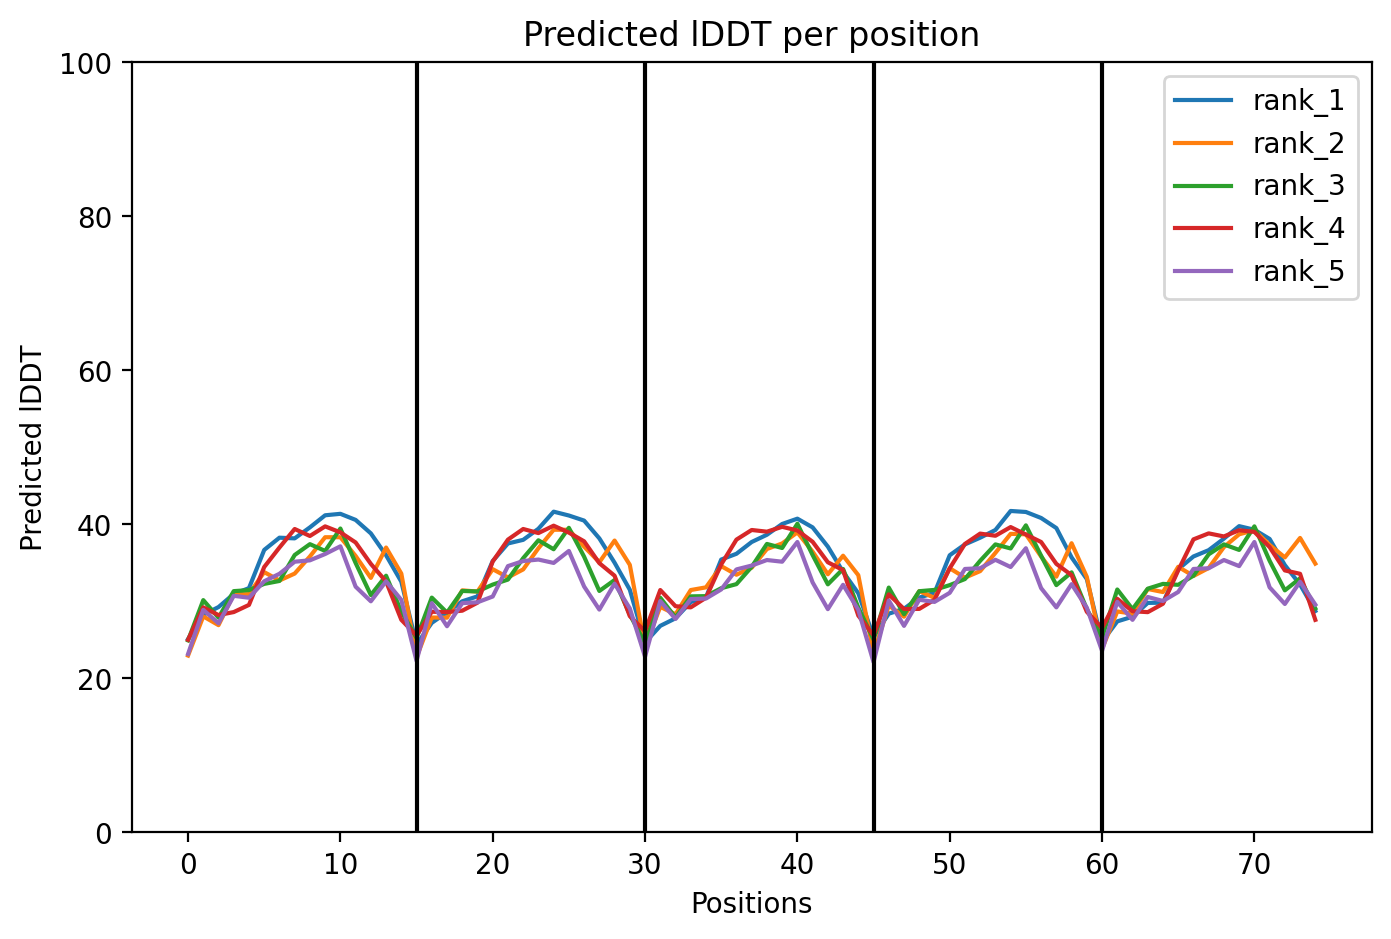 Predicted lDDT per position
100
80
60
40
20
0
Predicted lDDT
0 10 20 30 40 50 60 70
Positions
rank_1
rank_2
rank_3
rank_4
rank_5